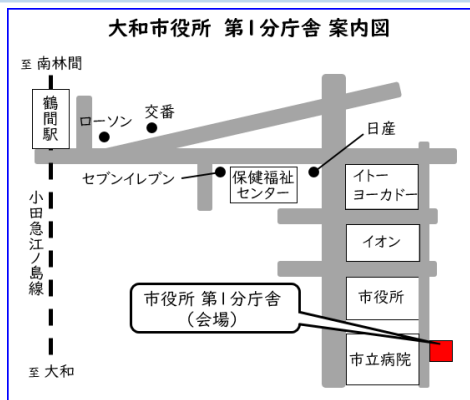 大和市役所 第1分庁舎 案内図
至 南林間
鶴間駅
ローソン
交番
日産
セブンイレブン
保健福祉
センター
イトー
ヨーカドー
小田急江ノ島線
イオン
市役所 第1分庁舎
(会場)
市役所
市立病院
至 大和